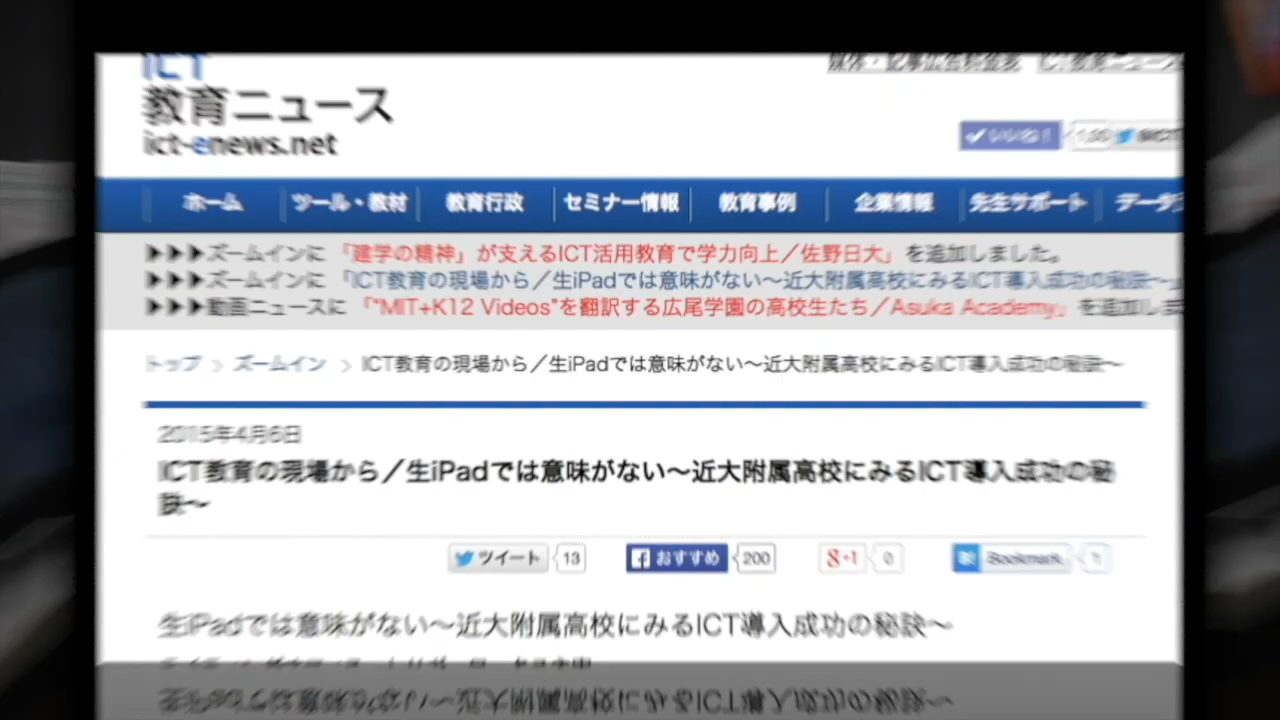 ICT
教育ニュース
ict-enews.net
いいね!
ホーム ツール・教材 教育行政 セミナー情報 教育事例 企業情報 先生サポート データ
▶▶▶ズームインに 「建学の精神」が支えるICT活用教育で学力向上／佐野日大」 を追加しました。
▶▶▶ズームインに 「ICT教育の現場から／生iPadでは意味がない～近大附属高校にみるICT導入成功の秘訣～」
▶▶▶動画ニュースに 「“MIT+K12 Videos”を翻訳する広尾学園の高校生たち／Asuka Academy」 を追加しま
トップ > ズームイン > ICT教育の現場から／生iPadでは意味がない～近大附属高校にみるICT導入成功の秘訣～
2015年4月6日
ICT教育の現場から／生iPadでは意味がない～近大附属高校にみるICT導入成功の秘
訣～
ツイート 13 おすすめ 200 g+1 0 B! Bookmark 1
生iPadでは意味がない～近大附属高校にみるICT導入成功の秘訣～